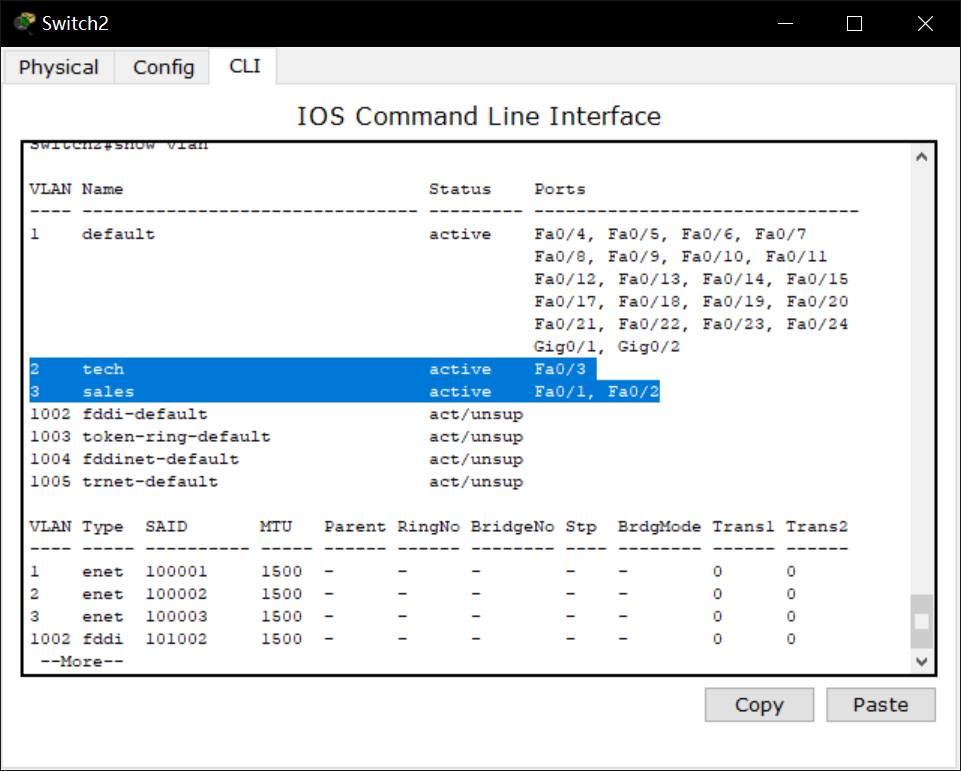 Switch2
Physical Config CLI
IOS Command Line Interface
Switch2#show vlan
VLAN Name                             Status    Ports
---- -------------------------------- --------- -------------------------------
1    default                          active    Fa0/4, Fa0/5, Fa0/6, Fa0/7
                                                Fa0/8, Fa0/9, Fa0/10, Fa0/11
                                                Fa0/12, Fa0/13, Fa0/14, Fa0/15
                                                Fa0/17, Fa0/18, Fa0/19, Fa0/20
                                                Fa0/21, Fa0/22, Fa0/23, Fa0/24
                                                Gig0/1, Gig0/2
2    tech                             active    Fa0/3
3    sales                            active    Fa0/1, Fa0/2
1002 fddi-default                     act/unsup
1003 token-ring-default               act/unsup
1004 fddinet-default                  act/unsup
1005 trnet-default                    act/unsup
VLAN Type  SAID       MTU   Parent RingNo BridgeNo Stp  BrdgMode Trans1 Trans2
---- ----- ---------- ----- ------ ------ -------- ---- -------- ------ ------
1    enet  100001     1500  -      -      -        -    -        0      0
2    enet  100002     1500  -      -      -        -    -        0      0
3    enet  100003     1500  -      -      -        -    -        0      0
1002 fddi  101002     1500  -      -      -        -    -        0      0
 --More--
Copy Paste